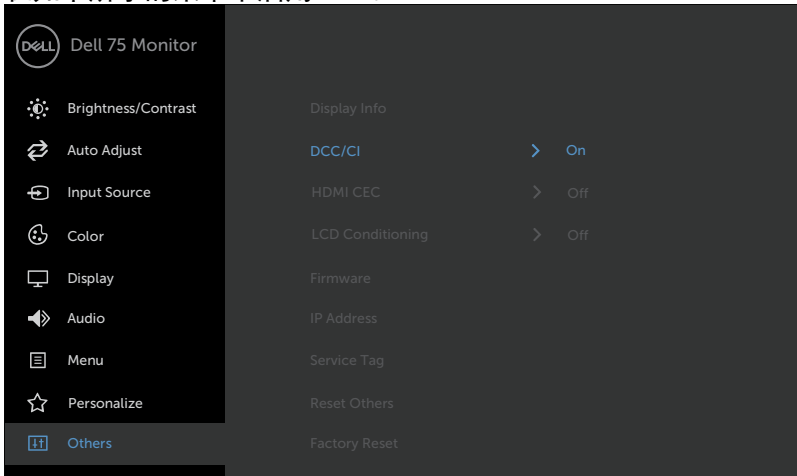 DELL Dell 75 Monitor
Brightness/Contrast
Auto Adjust
Input Source
Color
Display
Audio
Menu
Personalize
Others
Display Info
DCC/CI On
HDMI CEC Off
LCD Conditioning Off
Firmware
IP Address
Service Tag
Reset Others
Factory Reset